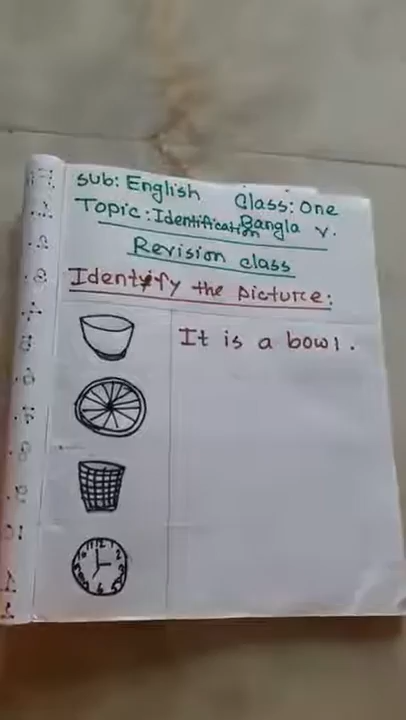 Sub: English Class: One
Topic: Identification Bangla v.
Revision class
Identify the picture:
It is a bowl.